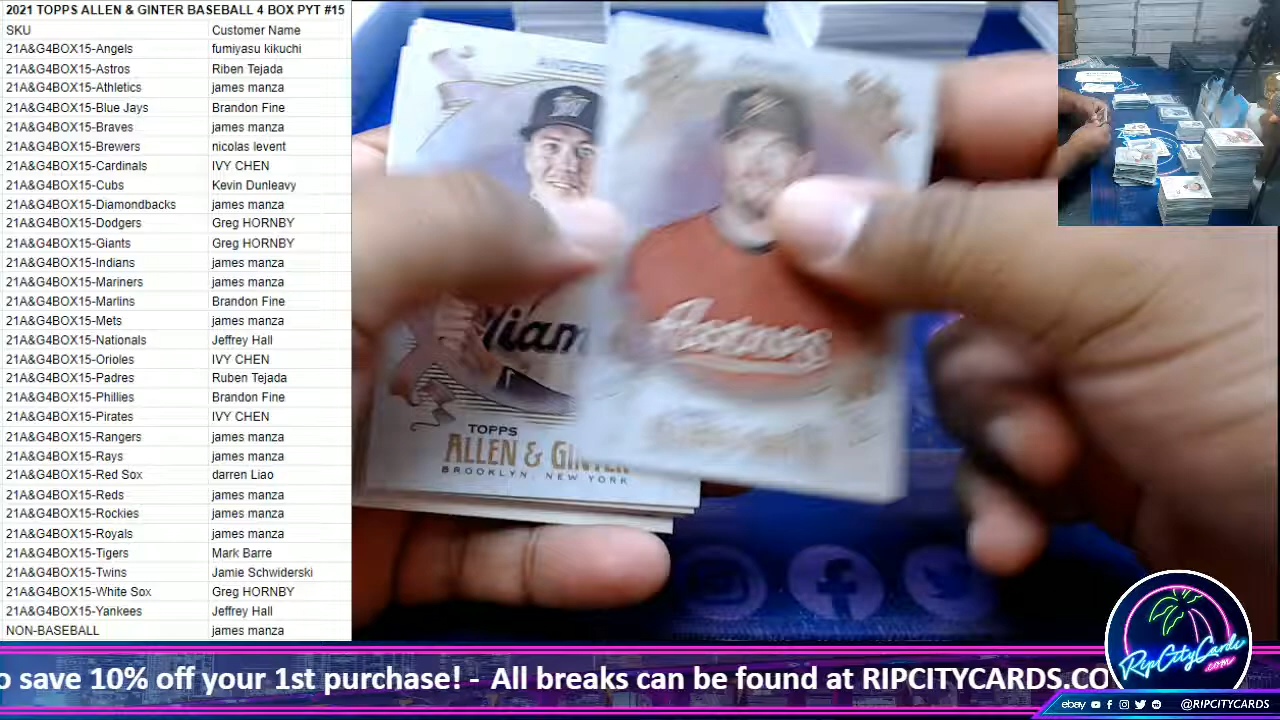 2021 TOPPS ALLEN & GINTER BASEBALL 4 BOX PYT #15
SKU Customer Name
21A&G4BOX15-Angels fumiyasu kikuchi
21A&G4BOX15-Astros Riben Tejada
21A&G4BOX15-Athletics james manza
21A&G4BOX15-Blue Jays Brandon Fine
21A&G4BOX15-Braves james manza
21A&G4BOX15-Brewers nicolas levent
21A&G4BOX15-Cardinals IVY CHEN
21A&G4BOX15-Cubs Kevin Dunleavy
21A&G4BOX15-Diamondbacks james manza
21A&G4BOX15-Dodgers Greg HORNBY
21A&G4BOX15-Giants Greg HORNBY
21A&G4BOX15-Indians james manza
21A&G4BOX15-Mariners james manza
21A&G4BOX15-Marlins Brandon Fine
21A&G4BOX15-Mets james manza
21A&G4BOX15-Nationals Jeffrey Hall
21A&G4BOX15-Orioles IVY CHEN
21A&G4BOX15-Padres Ruben Tejada
21A&G4BOX15-Phillies Brandon Fine
21A&G4BOX15-Pirates IVY CHEN
21A&G4BOX15-Rangers james manza
21A&G4BOX15-Rays james manza
21A&G4BOX15-Red Sox darren Liao
21A&G4BOX15-Reds james manza
21A&G4BOX15-Rockies james manza
21A&G4BOX15-Royals james manza
21A&G4BOX15-Tigers Mark Barre
21A&G4BOX15-Twins Jamie Schwiderski
21A&G4BOX15-White Sox Greg HORNBY
21A&G4BOX15-Yankees Jeffrey Hall
NON-BASEBALL james manza
Astros
TOPPS
ALLEN & GINTER
BROOKLYN, NEW YORK
RipCityCards
.com
o save 10% off your 1st purchase! - All breaks can be found at RIPCITYCARDS.CO
ebay @RIPCITYCARDS